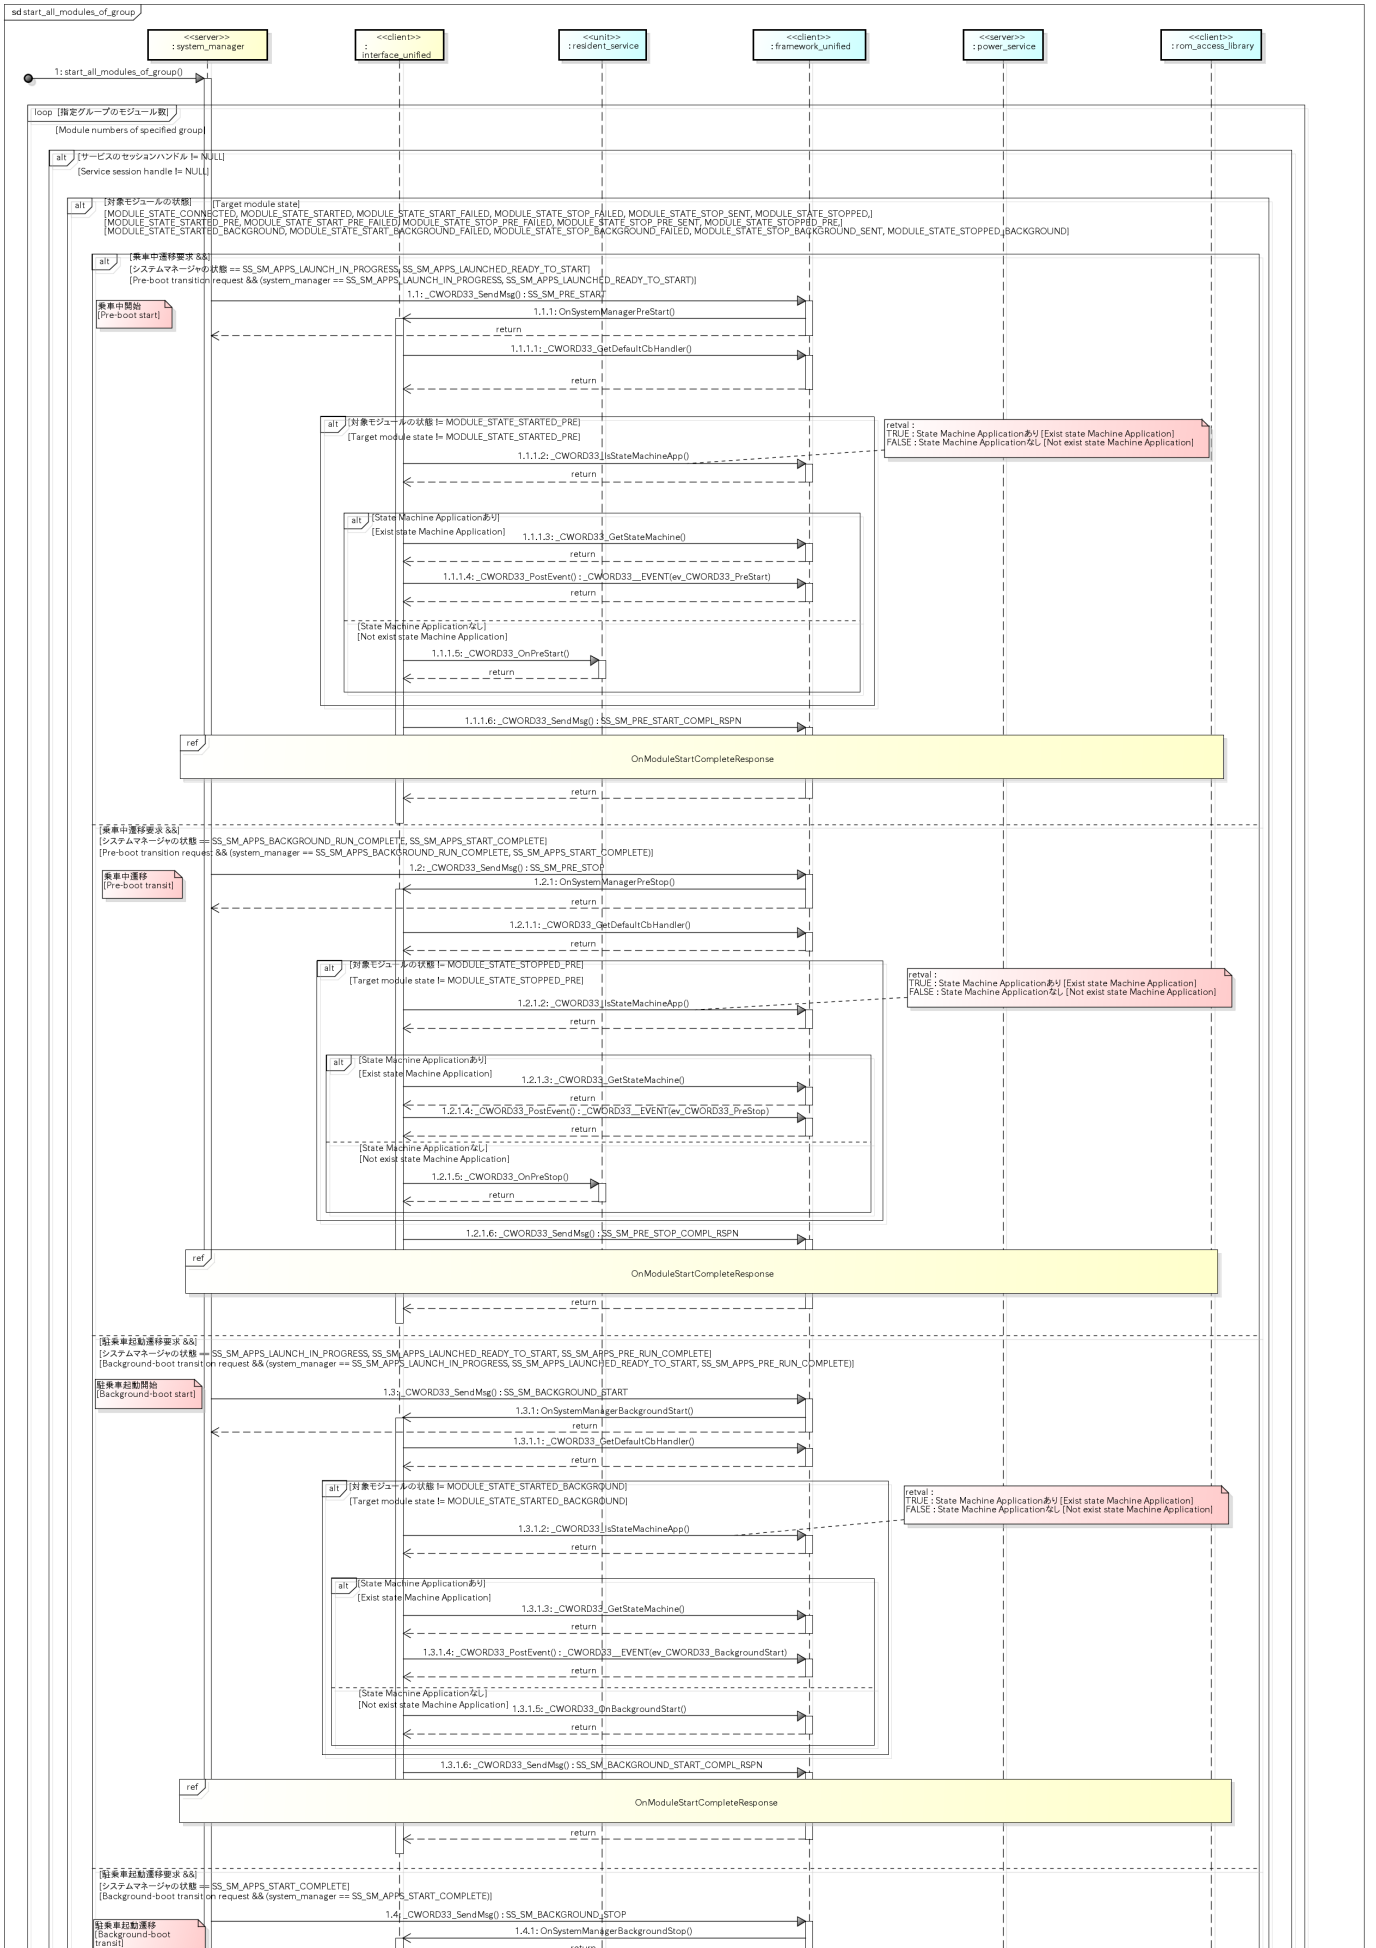 sd start_all_modules_of_group
<<server>>
: system_manager
<<client>>
:
interface_unified
<<unit>>
: resident_service
<<client>>
: framework_unified
<<server>>
: power_service
<<client>>
: rom_access_library
1: start_all_modules_of_group()
loop [指定グループのモジュール数]
[Module numbers of specified group]
alt [サービスのセッションハンドル != NULL]
[Service session handle != NULL]
alt [対象モジュールの状態] [Target module state]
[MODULE_STATE_CONNECTED, MODULE_STATE_STARTED, MODULE_STATE_START_FAILED, MODULE_STATE_STOP_FAILED, MODULE_STATE_STOP_SENT, MODULE_STATE_STOPPED,]
[MODULE_STATE_STARTED_PRE, MODULE_STATE_START_PRE_FAILED, MODULE_STATE_STOP_PRE_FAILED, MODULE_STATE_STOP_PRE_SENT, MODULE_STATE_STOPPED_PRE,]
[MODULE_STATE_STARTED_BACKGROUND, MODULE_STATE_START_BACKGROUND_FAILED, MODULE_STATE_STOP_BACKGROUND_FAILED, MODULE_STATE_STOP_BACKGROUND_SENT, MODULE_STATE_STOPPED_BACKGROUND]
alt [乗車中遷移要求 &&]
[システムマネージャの状態 == SS_SM_APPS_LAUNCH_IN_PROGRESS, SS_SM_APPS_LAUNCHED_READY_TO_START]
[Pre-boot transition request && (system_manager == SS_SM_APPS_LAUNCH_IN_PROGRESS, SS_SM_APPS_LAUNCHED_READY_TO_START)]
乗車中開始
[Pre-boot start]
1.1: _CWORD33_SendMsg() : SS_SM_PRE_START
1.1.1: OnSystemManagerPreStart()
return
1.1.1.1: _CWORD33_GetDefaultCbHandler()
return
alt [対象モジュールの状態 != MODULE_STATE_STARTED_PRE]
[Target module state != MODULE_STATE_STARTED_PRE]
retval :
TRUE : State Machine Applicationあり [Exist state Machine Application]
FALSE : State Machine Applicationなし [Not exist state Machine Application]
1.1.1.2: _CWORD33_IsStateMachineApp()
return
alt [State Machine Applicationあり]
[Exist state Machine Application]
1.1.1.3: _CWORD33_GetStateMachine()
return
1.1.1.4: _CWORD33_PostEvent() : _CWORD33__EVENT(ev_CWORD33_PreStart)
return
[State Machine Applicationなし]
[Not exist state Machine Application]
1.1.1.5: _CWORD33_OnPreStart()
return
1.1.1.6: _CWORD33_SendMsg() : SS_SM_PRE_START_COMPL_RSPN
ref
OnModuleStartCompleteResponse
return
[乗車中遷移要求 &&]
[システムマネージャの状態 == SS_SM_APPS_BACKGROUND_RUN_COMPLETE, SS_SM_APPS_START_COMPLETE]
[Pre-boot transition request && (system_manager == SS_SM_APPS_BACKGROUND_RUN_COMPLETE, SS_SM_APPS_START_COMPLETE)]
乗車中遷移
[Pre-boot transit]
1.2: _CWORD33_SendMsg() : SS_SM_PRE_STOP
1.2.1: OnSystemManagerPreStop()
return
1.2.1.1: _CWORD33_GetDefaultCbHandler()
return
alt [対象モジュールの状態 != MODULE_STATE_STOPPED_PRE]
[Target module state != MODULE_STATE_STOPPED_PRE]
retval :
TRUE : State Machine Applicationあり [Exist state Machine Application]
FALSE : State Machine Applicationなし [Not exist state Machine Application]
1.2.1.2: _CWORD33_IsStateMachineApp()
return
alt [State Machine Applicationあり]
[Exist state Machine Application]
1.2.1.3: _CWORD33_GetStateMachine()
return
1.2.1.4: _CWORD33_PostEvent() : _CWORD33__EVENT(ev_CWORD33_PreStop)
return
[State Machine Applicationなし]
[Not exist state Machine Application]
1.2.1.5: _CWORD33_OnPreStop()
return
1.2.1.6: _CWORD33_SendMsg() : SS_SM_PRE_STOP_COMPL_RSPN
ref
OnModuleStartCompleteResponse
return
[駐乗車起動遷移要求 &&]
[システムマネージャの状態 == SS_SM_APPS_LAUNCH_IN_PROGRESS, SS_SM_APPS_LAUNCHED_READY_TO_START, SS_SM_APPS_PRE_RUN_COMPLETE]
[Background-boot transition request && (system_manager == SS_SM_APPS_LAUNCH_IN_PROGRESS, SS_SM_APPS_LAUNCHED_READY_TO_START, SS_SM_APPS_PRE_RUN_COMPLETE)]
駐乗車起動開始
[Background-boot start]
1.3: _CWORD33_SendMsg() : SS_SM_BACKGROUND_START
1.3.1: OnSystemManagerBackgroundStart()
return
1.3.1.1: _CWORD33_GetDefaultCbHandler()
return
alt [対象モジュールの状態 != MODULE_STATE_STARTED_BACKGROUND]
[Target module state != MODULE_STATE_STARTED_BACKGROUND]
retval :
TRUE : State Machine Applicationあり [Exist state Machine Application]
FALSE : State Machine Applicationなし [Not exist state Machine Application]
1.3.1.2: _CWORD33_IsStateMachineApp()
return
alt [State Machine Applicationあり]
[Exist state Machine Application]
1.3.1.3: _CWORD33_GetStateMachine()
return
1.3.1.4: _CWORD33_PostEvent() : _CWORD33__EVENT(ev_CWORD33_BackgroundStart)
return
[State Machine Applicationなし]
[Not exist state Machine Application]
1.3.1.5: _CWORD33_OnBackgroundStart()
return
1.3.1.6: _CWORD33_SendMsg() : SS_SM_BACKGROUND_START_COMPL_RSPN
ref
OnModuleStartCompleteResponse
return
[駐乗車起動遷移要求 &&]
[システムマネージャの状態 == SS_SM_APPS_START_COMPLETE]
[Background-boot transition request && (system_manager == SS_SM_APPS_START_COMPLETE)]
駐乗車起動遷移
[Background-boot
transit]
1.4: _CWORD33_SendMsg() : SS_SM_BACKGROUND_STOP
1.4.1: OnSystemManagerBackgroundStop()
return